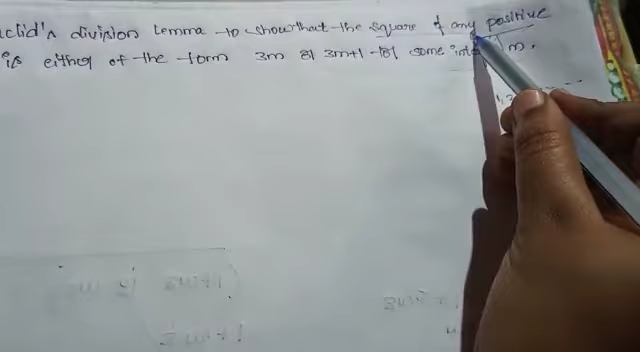 uclid's division Lemma to show that the square of any positive
is either of the form 3m or 3m+1 for some inte m.